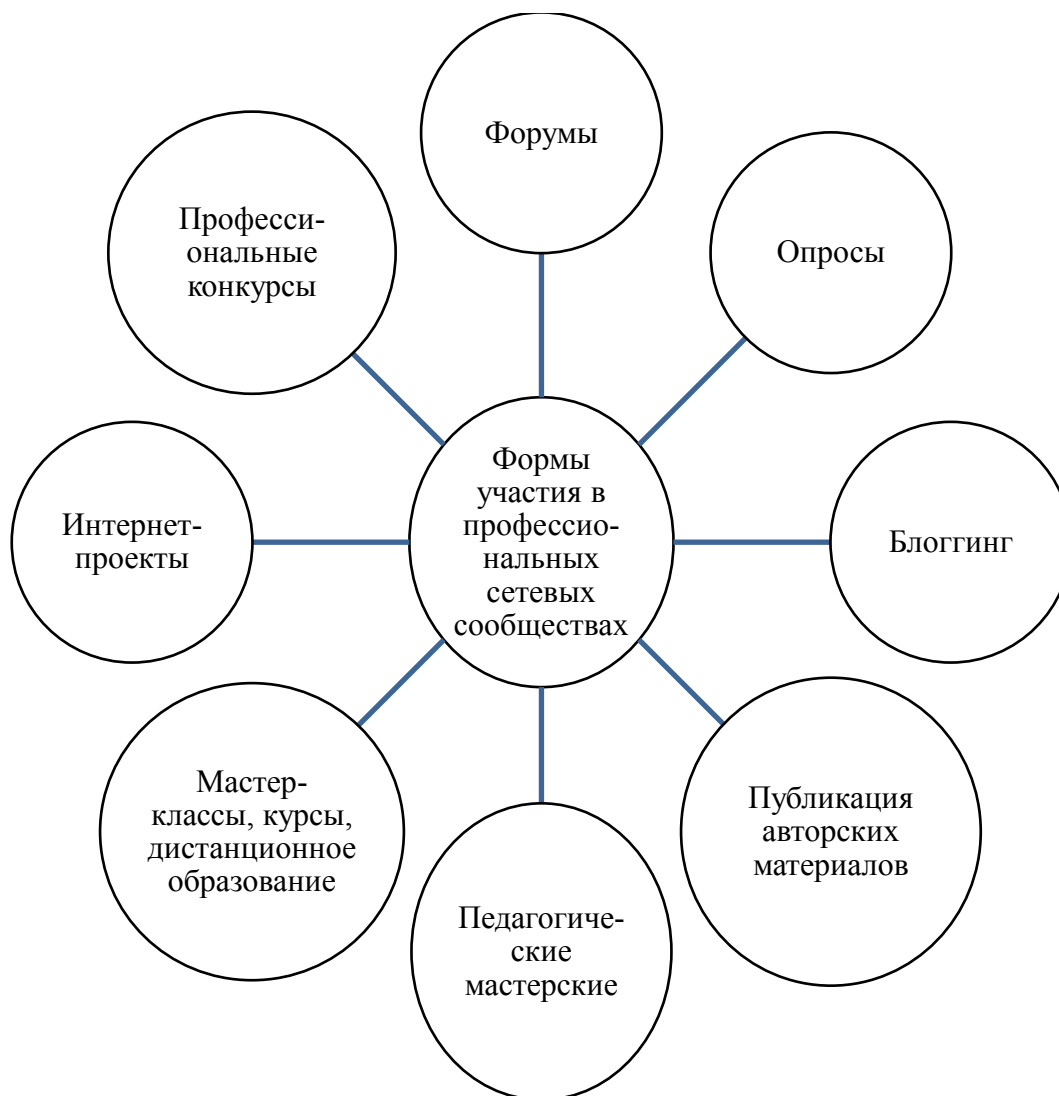 Форумы
Професси-
ональные
конкурсы
Опросы
Формы
участия в
профессио-
нальных
сетевых
сообществах
Интернет-
проекты
Блоггинг
Мастер-
классы, курсы,
дистанционное
образование
Публикация
авторских
материалов
Педагогиче-
ские
мастерские